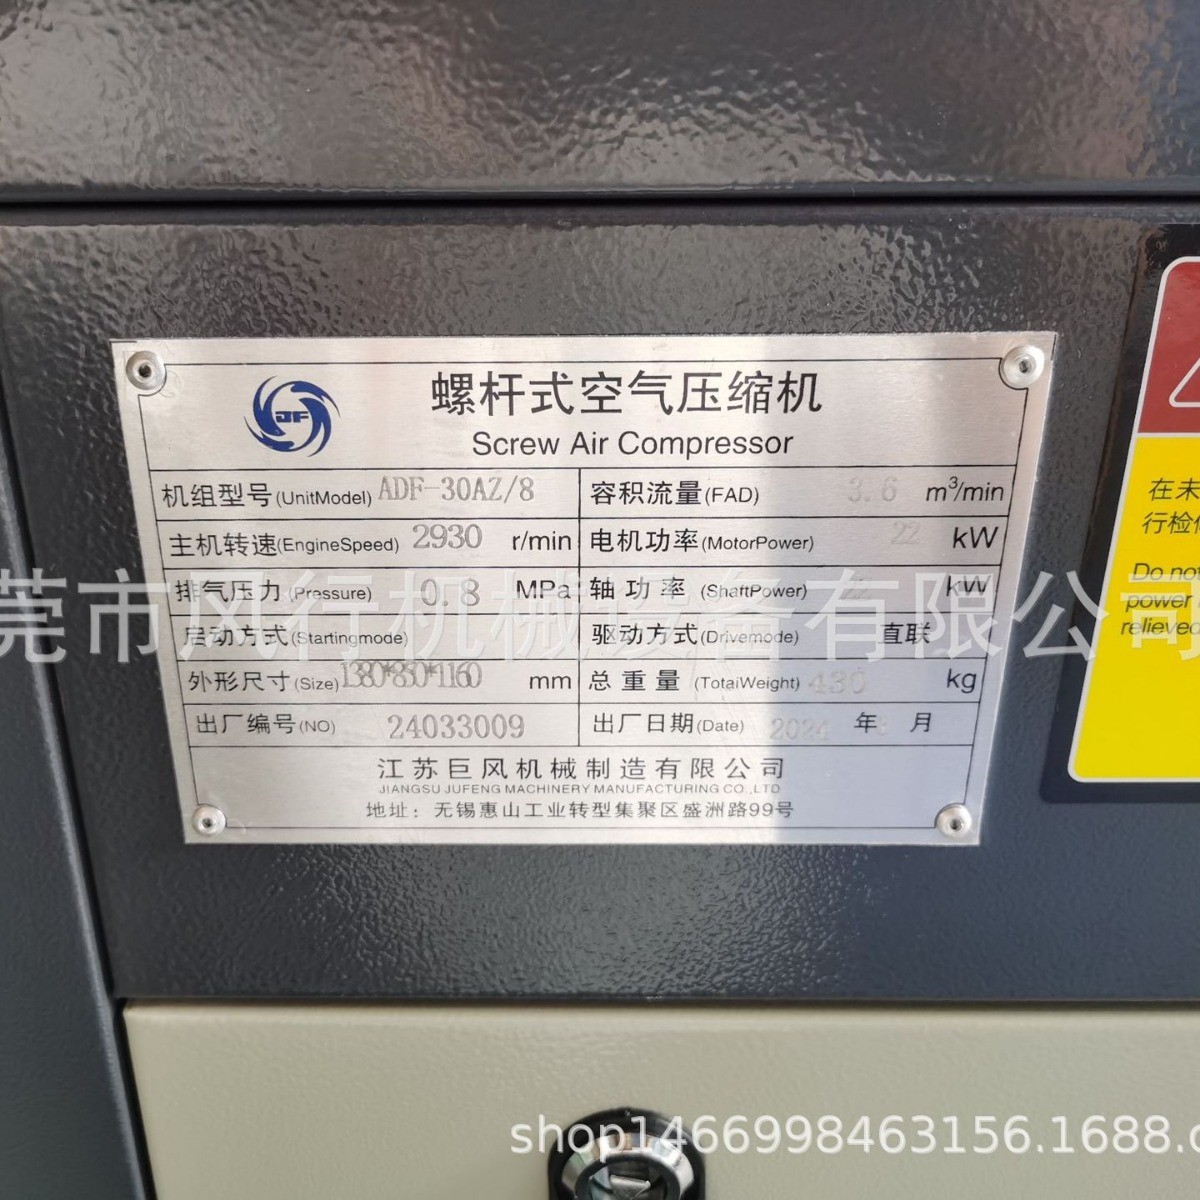 JF
螺杆式空气压缩机
Screw Air Compressor
机组型号(UnitModel) ADF-30AZ/8 容积流量(FAD) 3.6 m³/min
主机转速(EngineSpeed) 2930 r/min 电机功率(MotorPower) 22 kW
排气压力(Pressure) 0.8 MPa 轴功率(ShaftPower) 22 kW
启动方式(Startingmode) 驱动方式(Drivemode) 直联
外形尺寸(Size) 1380*850*1160 mm 总重量(TotalWeight) 430 kg
出厂编号(NO) 24033009 出厂日期(Date) 2024 年 月
江苏巨风机械制造有限公司
JIANGSU JUFENG MACHINERY MANUFACTURING CO.,LTD
地址：无锡惠山工业转型集聚区盛洲路99号
在未
行检
Do not
power
relieved
莞市风行机械设备有限公司
shop1466998463156.1688.c